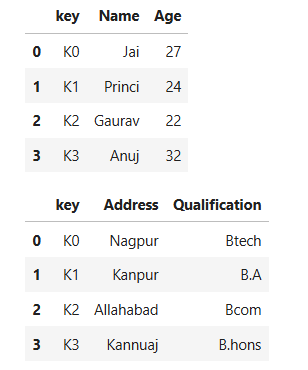 key Name Age
0 K0 Jai 27
1 K1 Princi 24
2 K2 Gaurav 22
3 K3 Anuj 32
key Address Qualification
0 K0 Nagpur Btech
1 K1 Kanpur B.A
2 K2 Allahabad Bcom
3 K3 Kannuaj B.hons